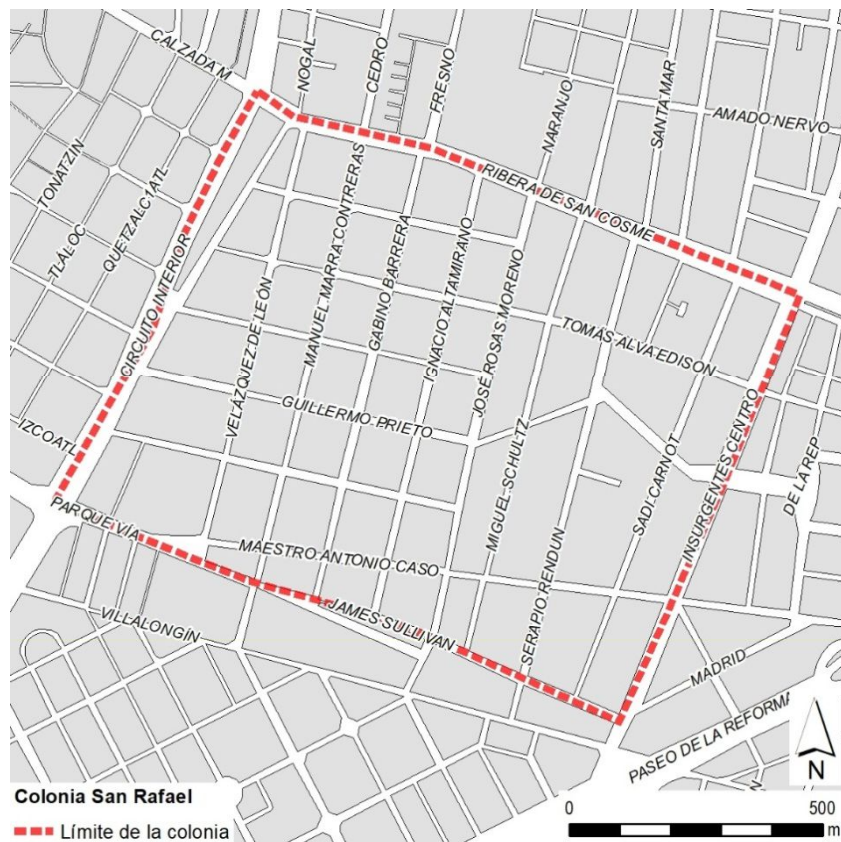 CALZADA M
NOGAL
CEDRO
FRESNO
NARANJO
SANTA MAR
AMADO NERVO
TONATZIN
TLALOC
QUETZALCOATL
RIBERA DE SAN COSME
CIRCUITO INTERIOR
VELÁZQUEZ DE LEÓN
MANUEL MARRA CONTRERAS
GABINO BARRERA
IGNACIO ALTAMIRANO
JOSÉ ROSAS MORENO
TOMÁS ALVA EDISON
GUILLERMO PRIETO
MIGUEL SCHULTZ
SADI CARNOT
INSURGENTES CENTRO
DE LA REP
IZCOATL
PARQUE VÍA
MAESTRO ANTONIO CASO
JAMES SULLIVAN
SERAPIO RENDUN
VILLALONGÍN
MADRID
PASEO DE LA REFORMA
N
N
Colonia San Rafael
Límite de la colonia
0 500
m